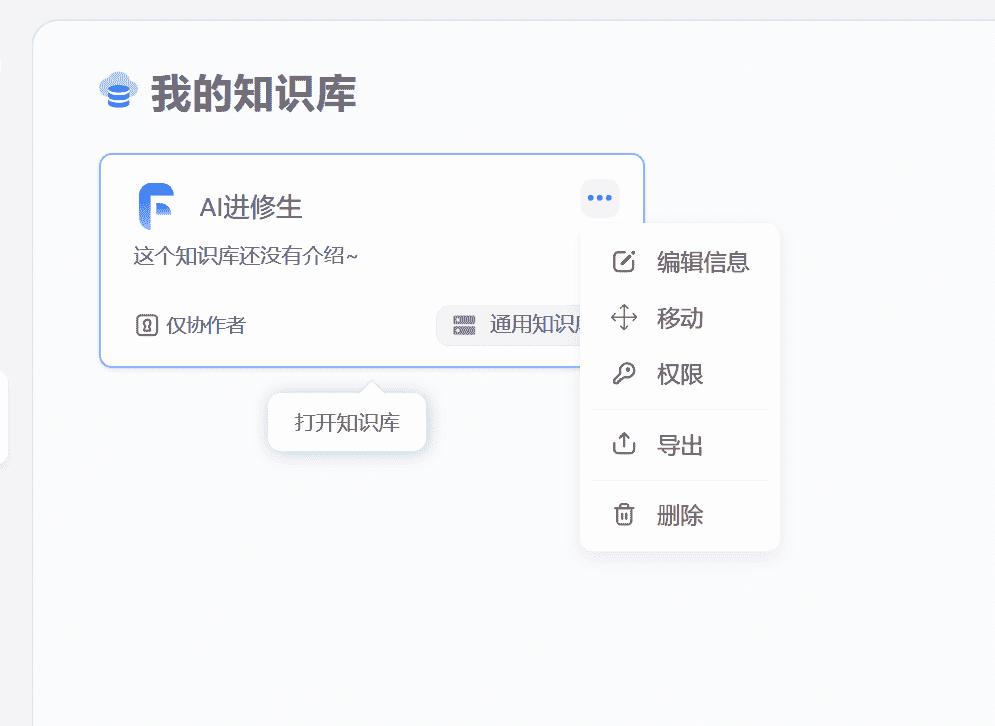 我的知识库
AI进修生
这个知识库还没有介绍~
仅协作者
通用知识
打开知识库
编辑信息
移动
权限
导出
删除